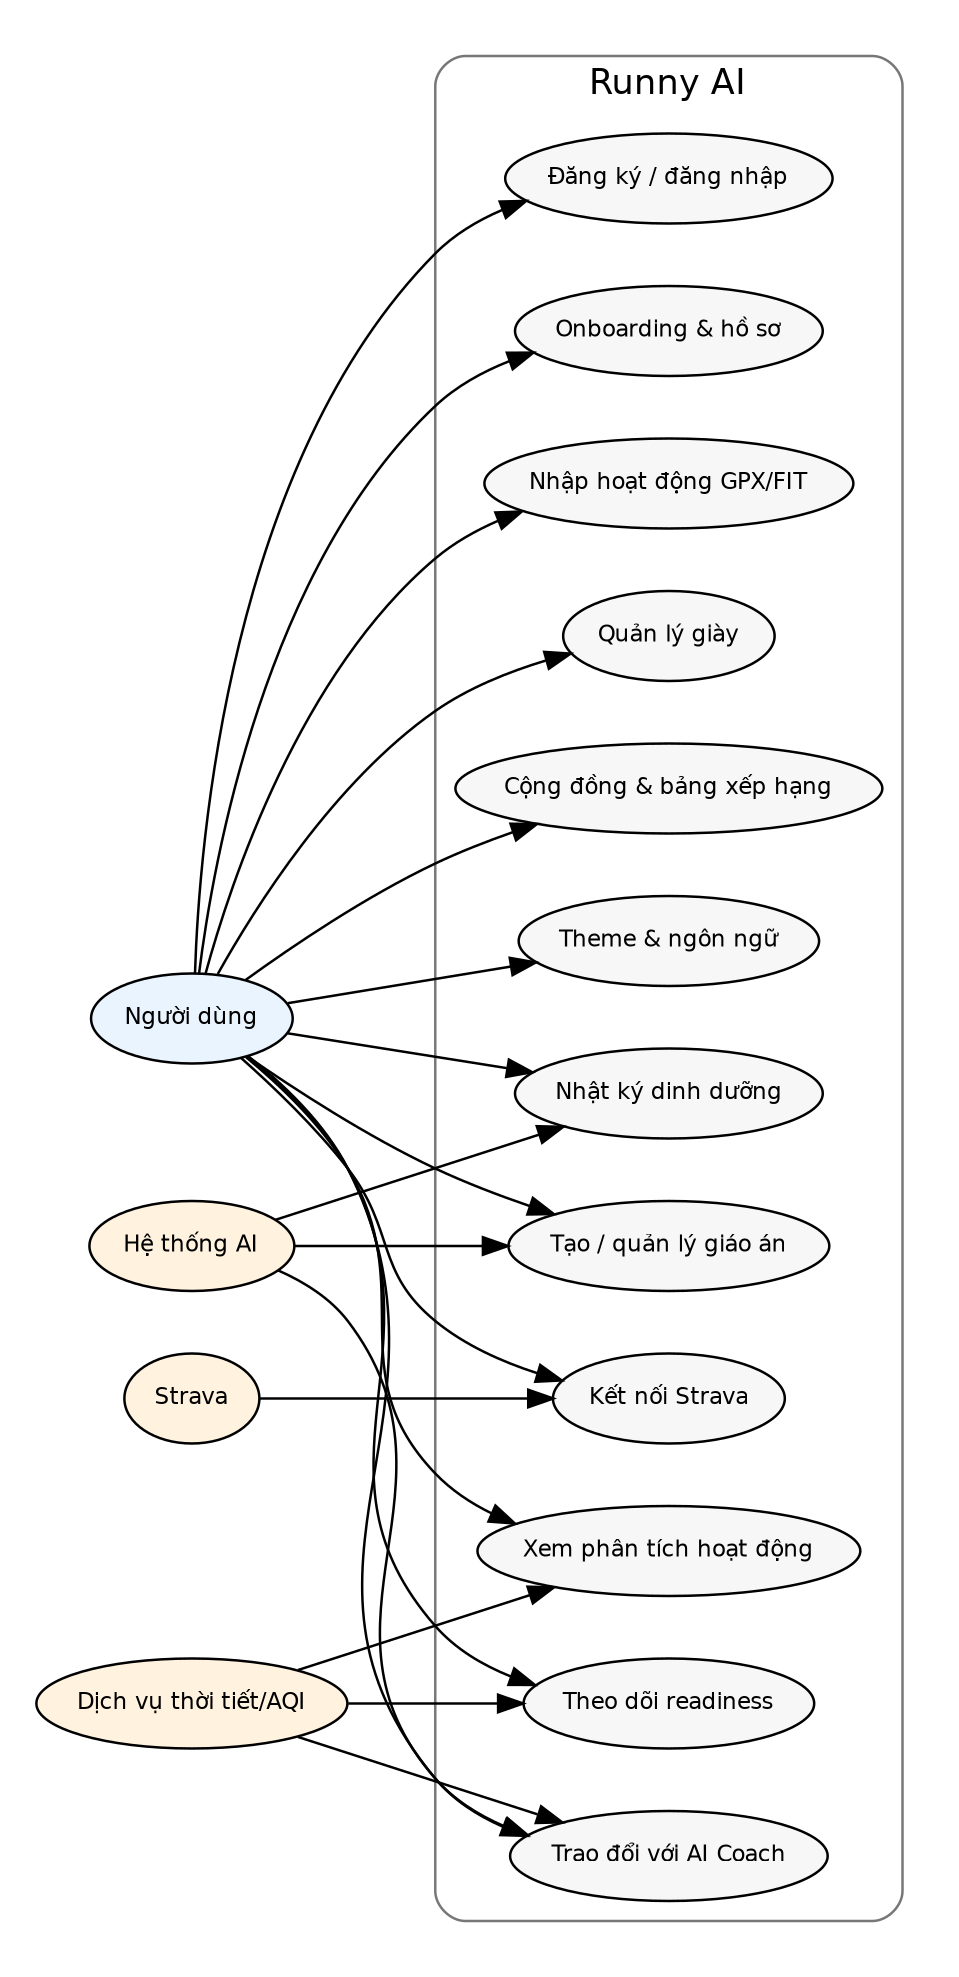 Runny AI
Đăng ký / đăng nhập
Onboarding & hồ sơ
Nhập hoạt động GPX/FIT
Quản lý giày
Cộng đồng & bảng xếp hạng
Theme & ngôn ngữ
Người dùng
Nhật ký dinh dưỡng
Hệ thống AI
Tạo / quản lý giáo án
Strava
Kết nối Strava
Xem phân tích hoạt động
Dịch vụ thời tiết/AQI
Theo dõi readiness
Trao đổi với AI Coach